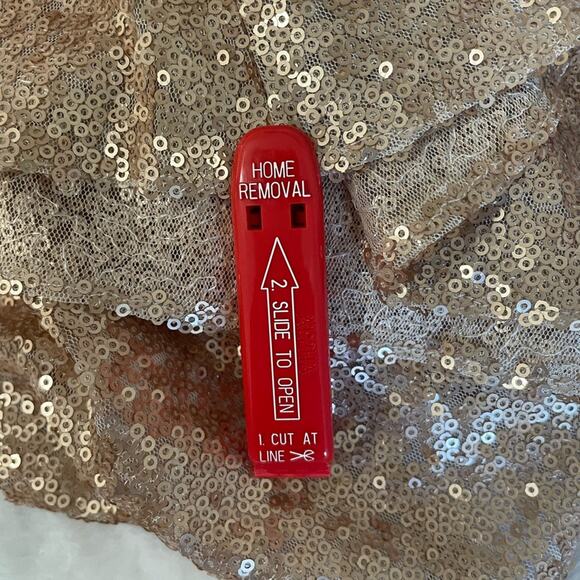 HOME
REMOVAL
2. SLIDE TO OPEN
1. CUT AT
LINE